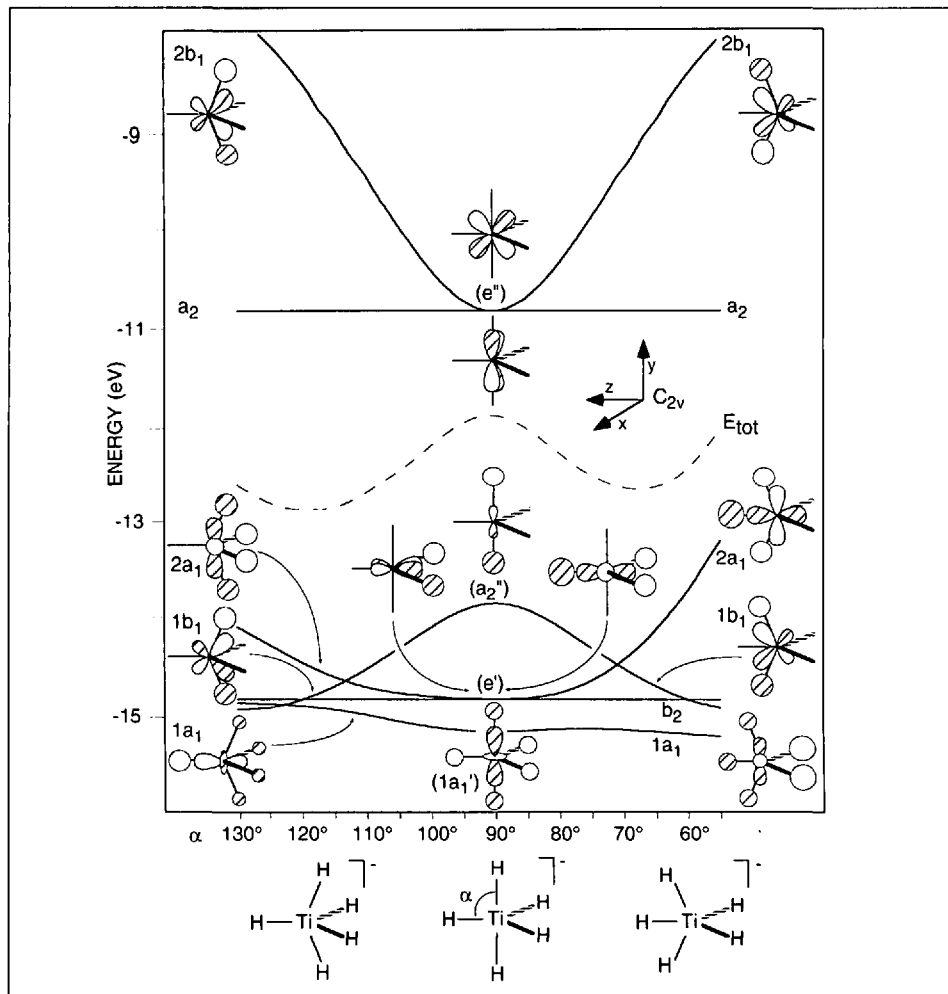 2b₁
2b₁
-9
(e")
a₂
a₂
-11
y
z
x
C₂ᵥ
ENERGY (eV)
E_tot
-13
2a₁
(a₂")
2a₁
1b₁
1b₁
(e')
b₂
-15
1a₁
1a₁
(1a₁')
α 130° 120° 110° 100° 90° 80° 70° 60°
H H H Ti H H ⁻
H α H H Ti H H ⁻
H H H Ti H H ⁻